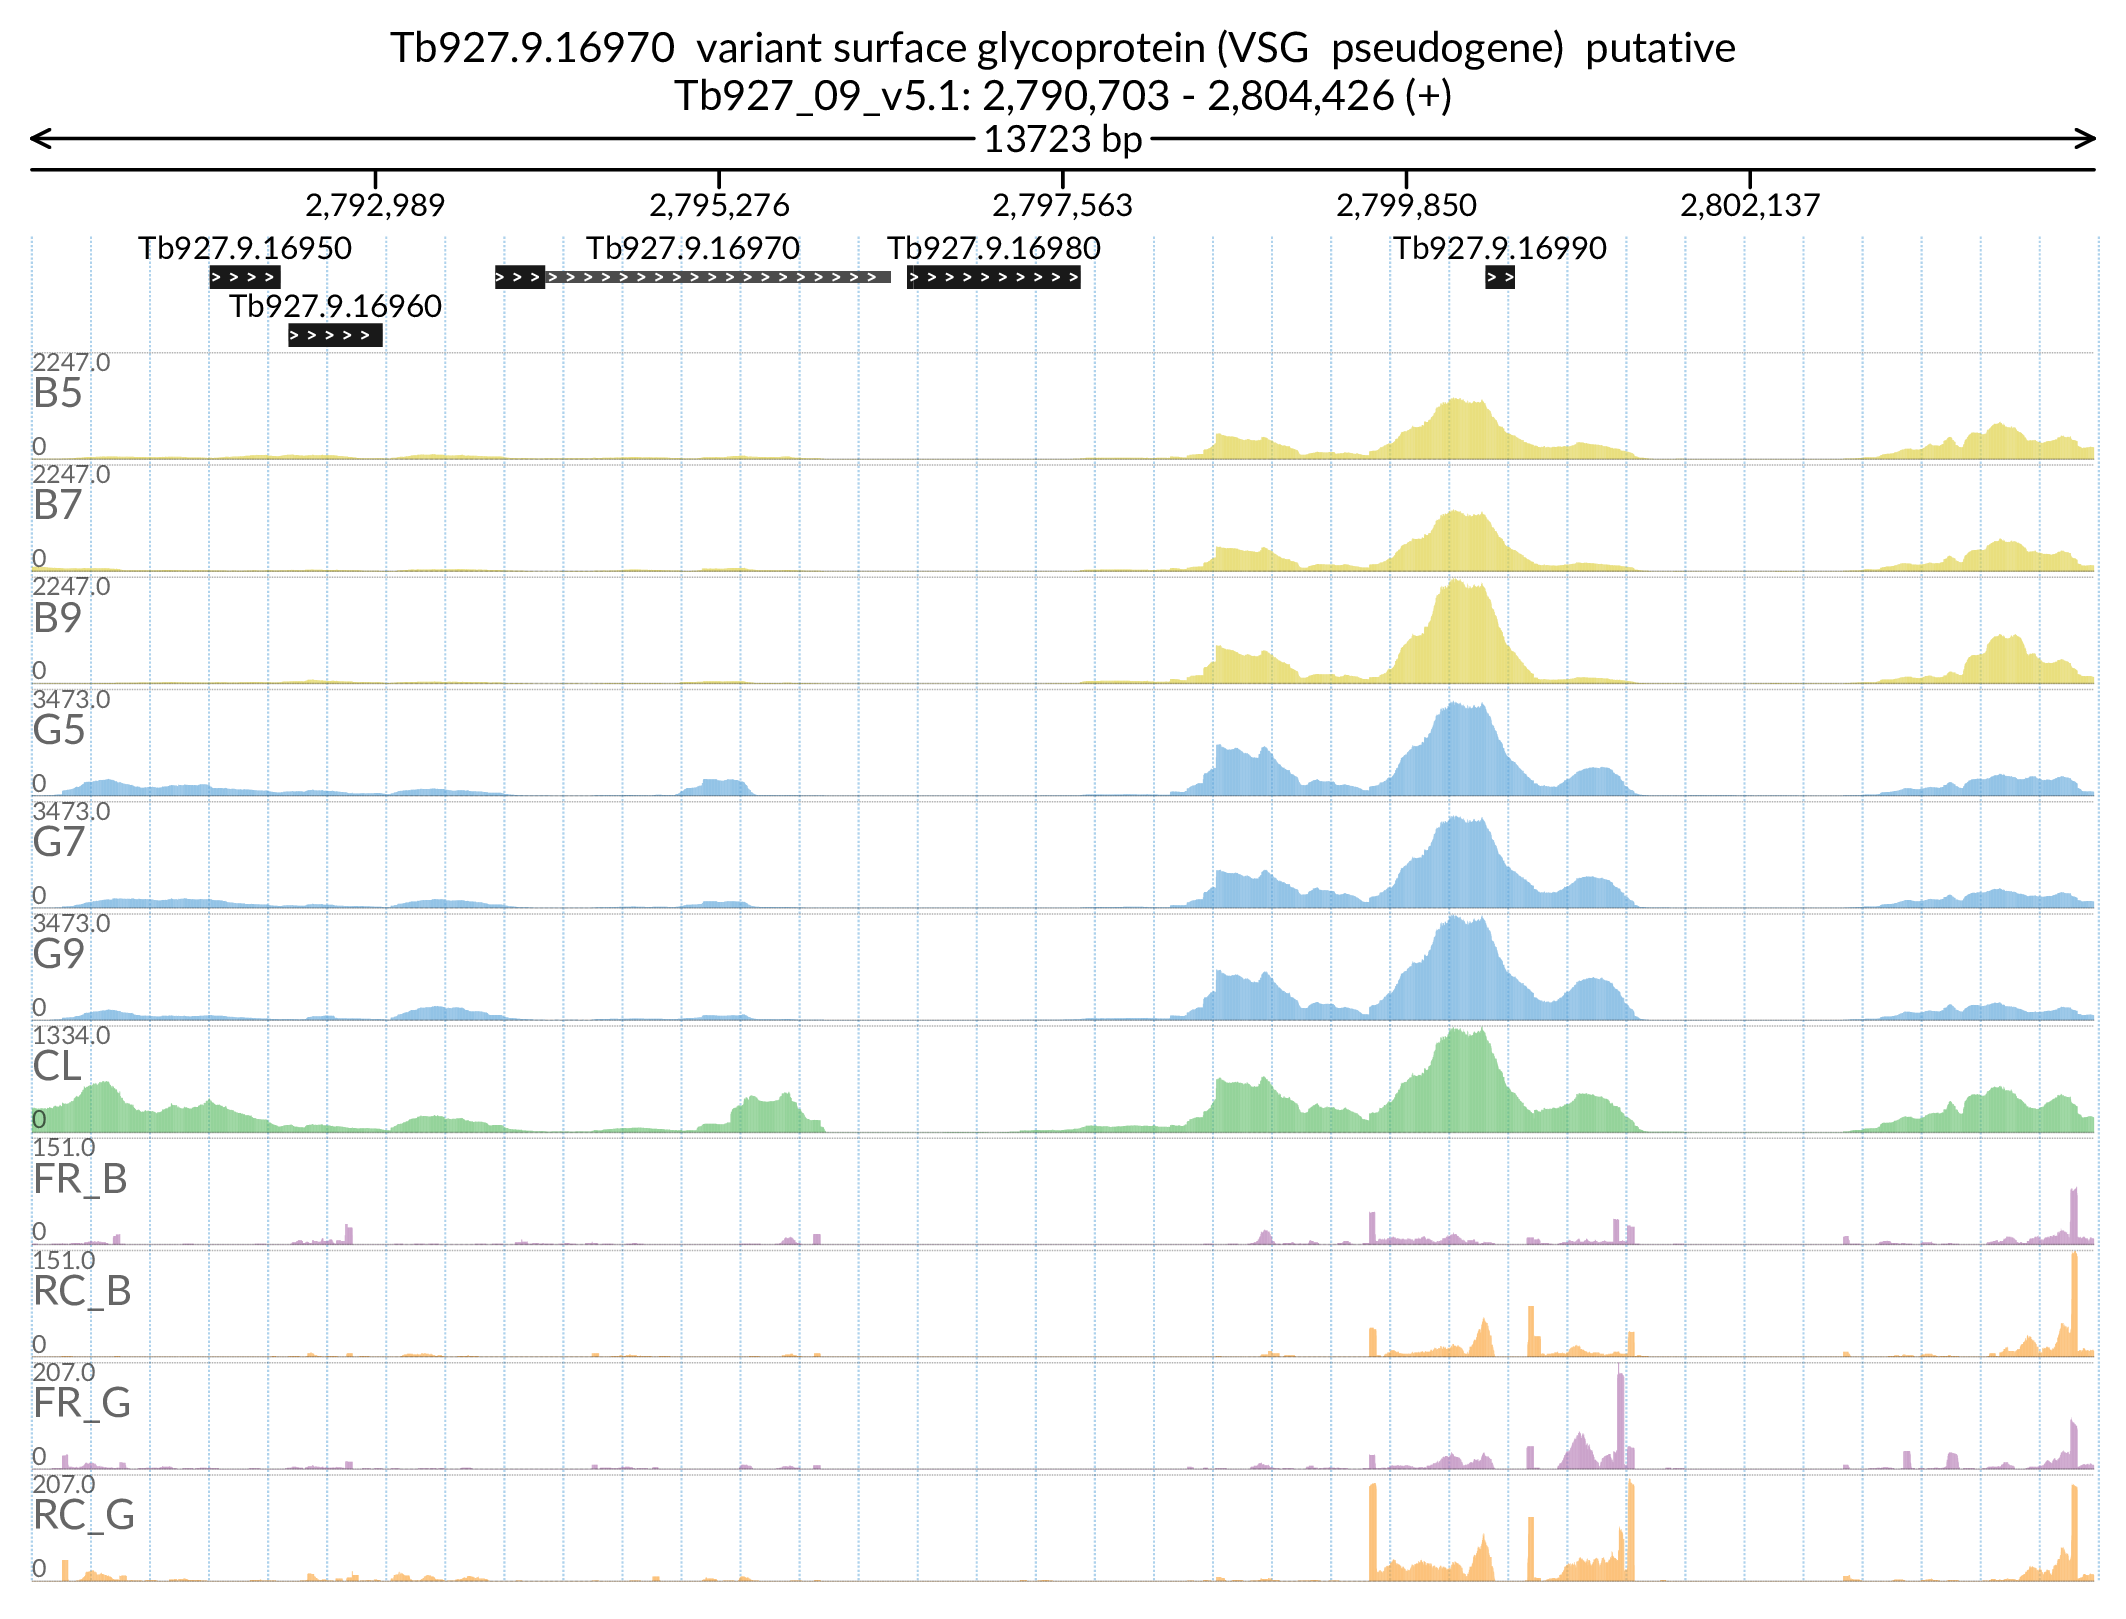 Tb927.9.16970  variant surface glycoprotein (VSG  pseudogene)  putative
Tb927_09_v5.1: 2,790,703 - 2,804,426 (+)
13723 bp
2,792,989 2,795,276 2,797,563 2,799,850 2,802,137
Tb927.9.16950 Tb927.9.16970 Tb927.9.16980 Tb927.9.16990
Tb927.9.16960
2247.0
B5
0
2247.0
B7
0
2247.0
B9
0
3473.0
G5
0
3473.0
G7
0
3473.0
G9
0
1334.0
CL
0
151.0
FR_B
0
151.0
RC_B
0
207.0
FR_G
0
207.0
RC_G
0